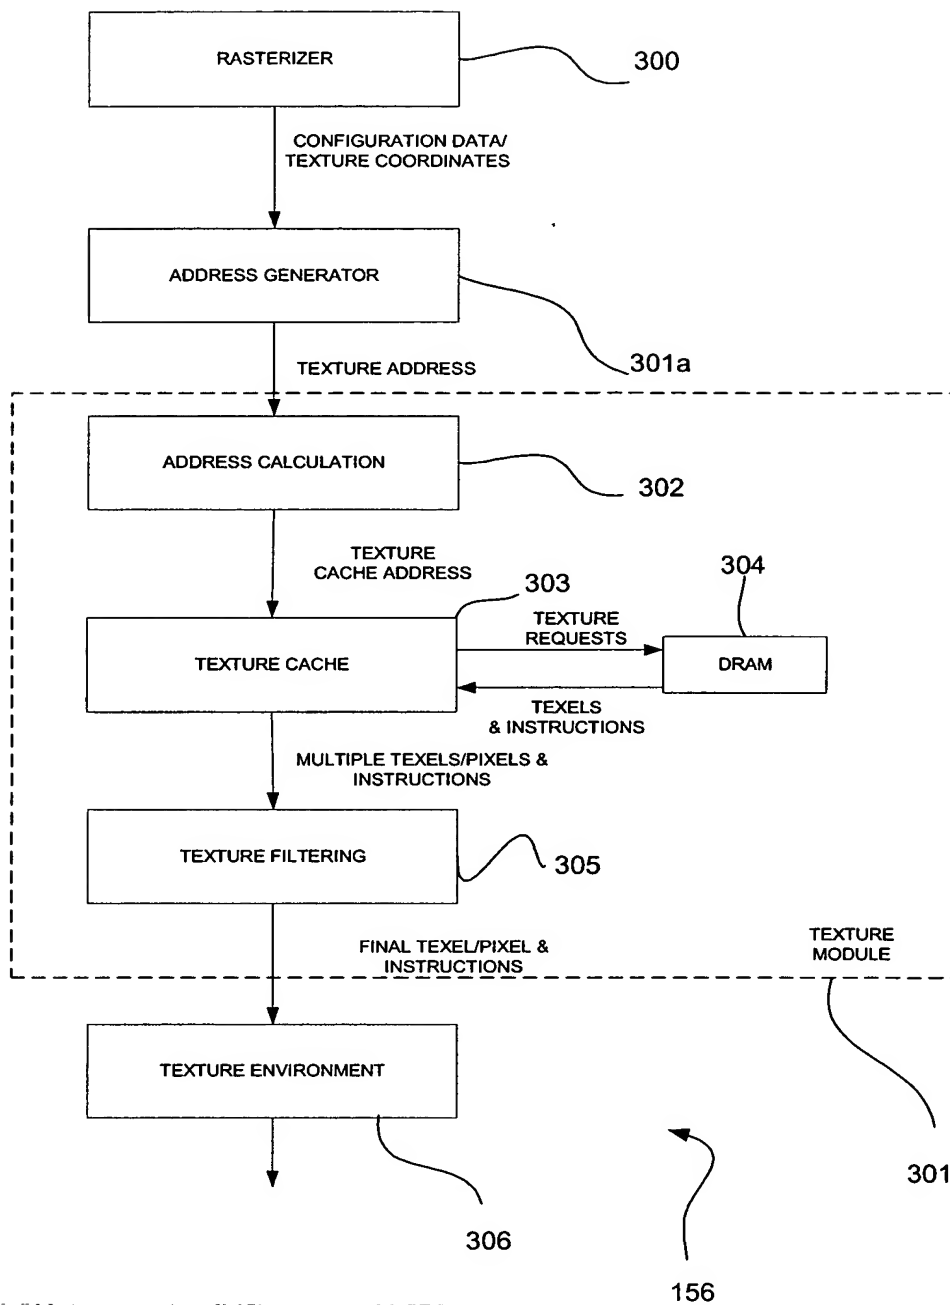 RASTERIZER
300
CONFIGURATION DATA/
TEXTURE COORDINATES
ADDRESS GENERATOR
301a
TEXTURE ADDRESS
ADDRESS CALCULATION
302
TEXTURE
CACHE ADDRESS
303
304
TEXTURE
REQUESTS
TEXTURE CACHE
DRAM
TEXELS
& INSTRUCTIONS
MULTIPLE TEXELS/PIXELS &
INSTRUCTIONS
TEXTURE FILTERING
305
FINAL TEXEL/PIXEL &
INSTRUCTIONS
TEXTURE
MODULE
TEXTURE ENVIRONMENT
301
306
156